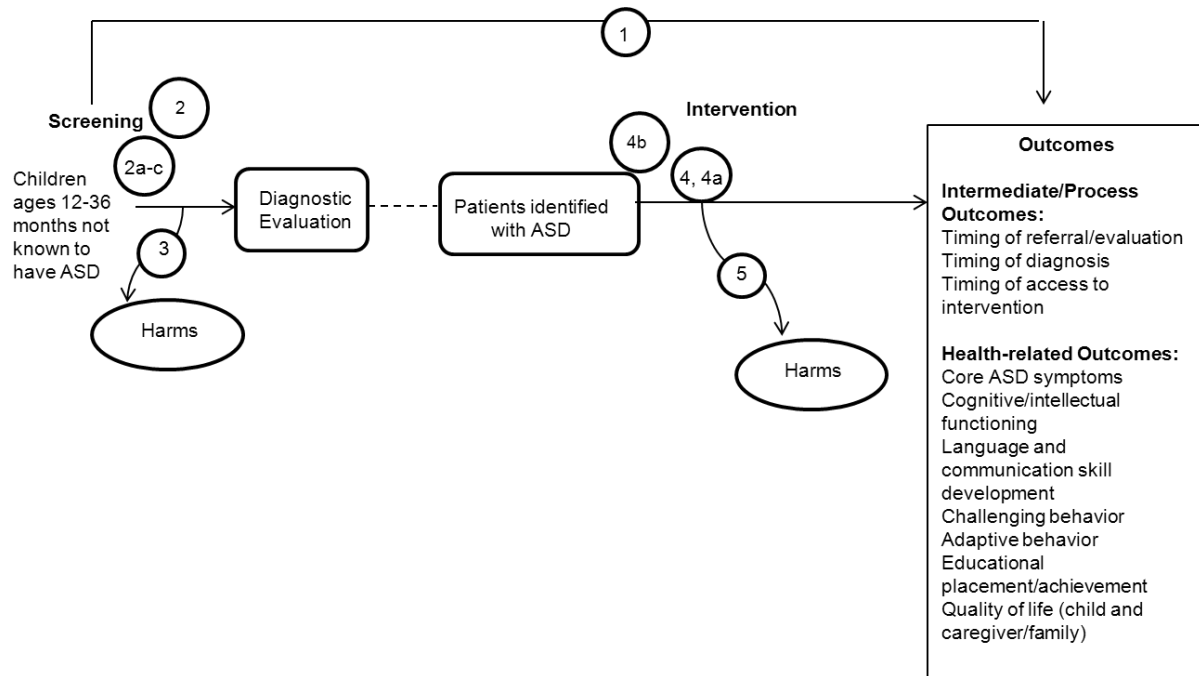 1
Screening
2
2a-c
Children
ages 12-36
months not
known to
have ASD
3
Harms
Diagnostic
Evaluation
Patients identified
with ASD
Intervention
4b
4, 4a
5
Harms
Outcomes
Intermediate/Process
Outcomes:
Timing of referral/evaluation
Timing of diagnosis
Timing of access to
intervention
Health-related Outcomes:
Core ASD symptoms
Cognitive/intellectual
functioning
Language and
communication skill
development
Challenging behavior
Adaptive behavior
Educational
placement/achievement
Quality of life (child and
caregiver/family)